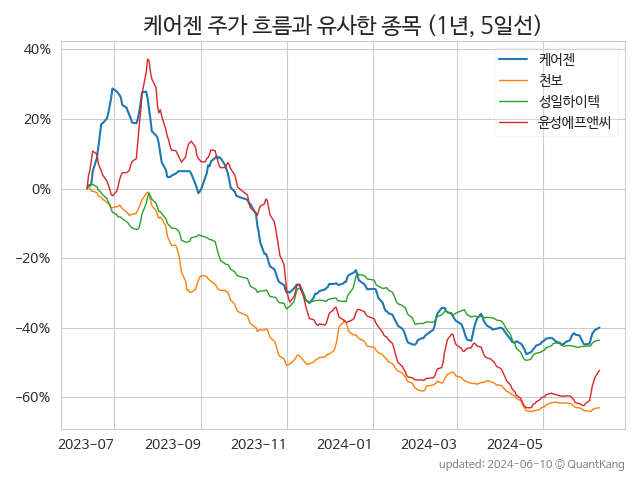 케어젠 주가 흐름과 유사한 종목 (1년, 5일선)
케어젠
천보
성일하이텍
윤성에프앤씨
40%
20%
0%
−20%
−40%
−60%
2023-07 2023-09 2023-11 2024-01 2024-03 2024-05
updated: 2024-06-10 © QuantKang